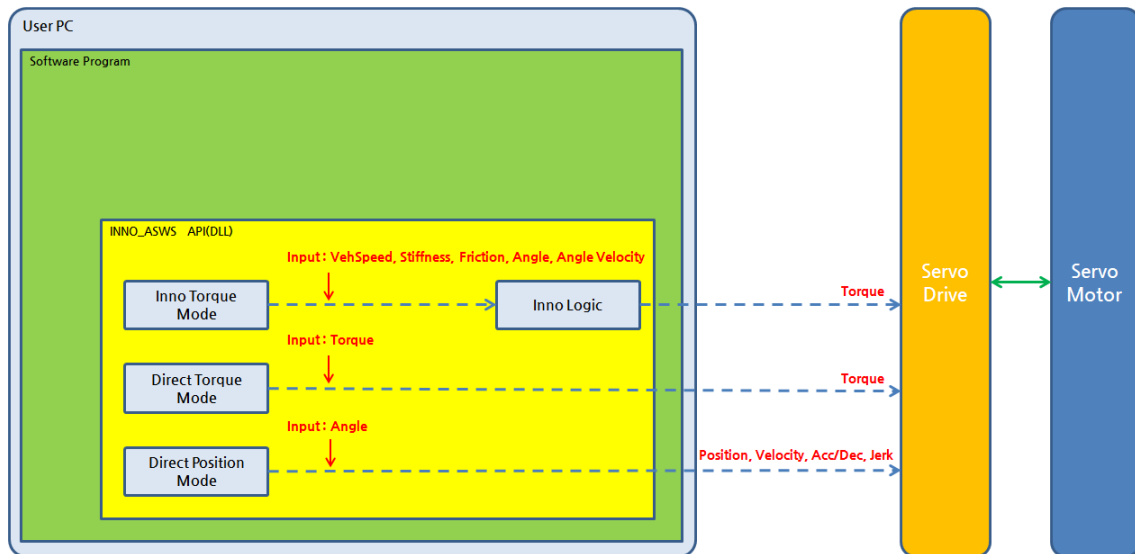 User PC
Software Program
INNO_ASWS API(DLL)
Input : VehSpeed, Stiffness, Friction, Angle, Angle Velocity
Inno Torque
Mode
Inno Logic
Torque
Input : Torque
Direct Torque
Mode
Torque
Input : Angle
Direct Position
Mode
Position, Velocity, Acc/Dec, Jerk
Servo
Drive
Servo
Motor